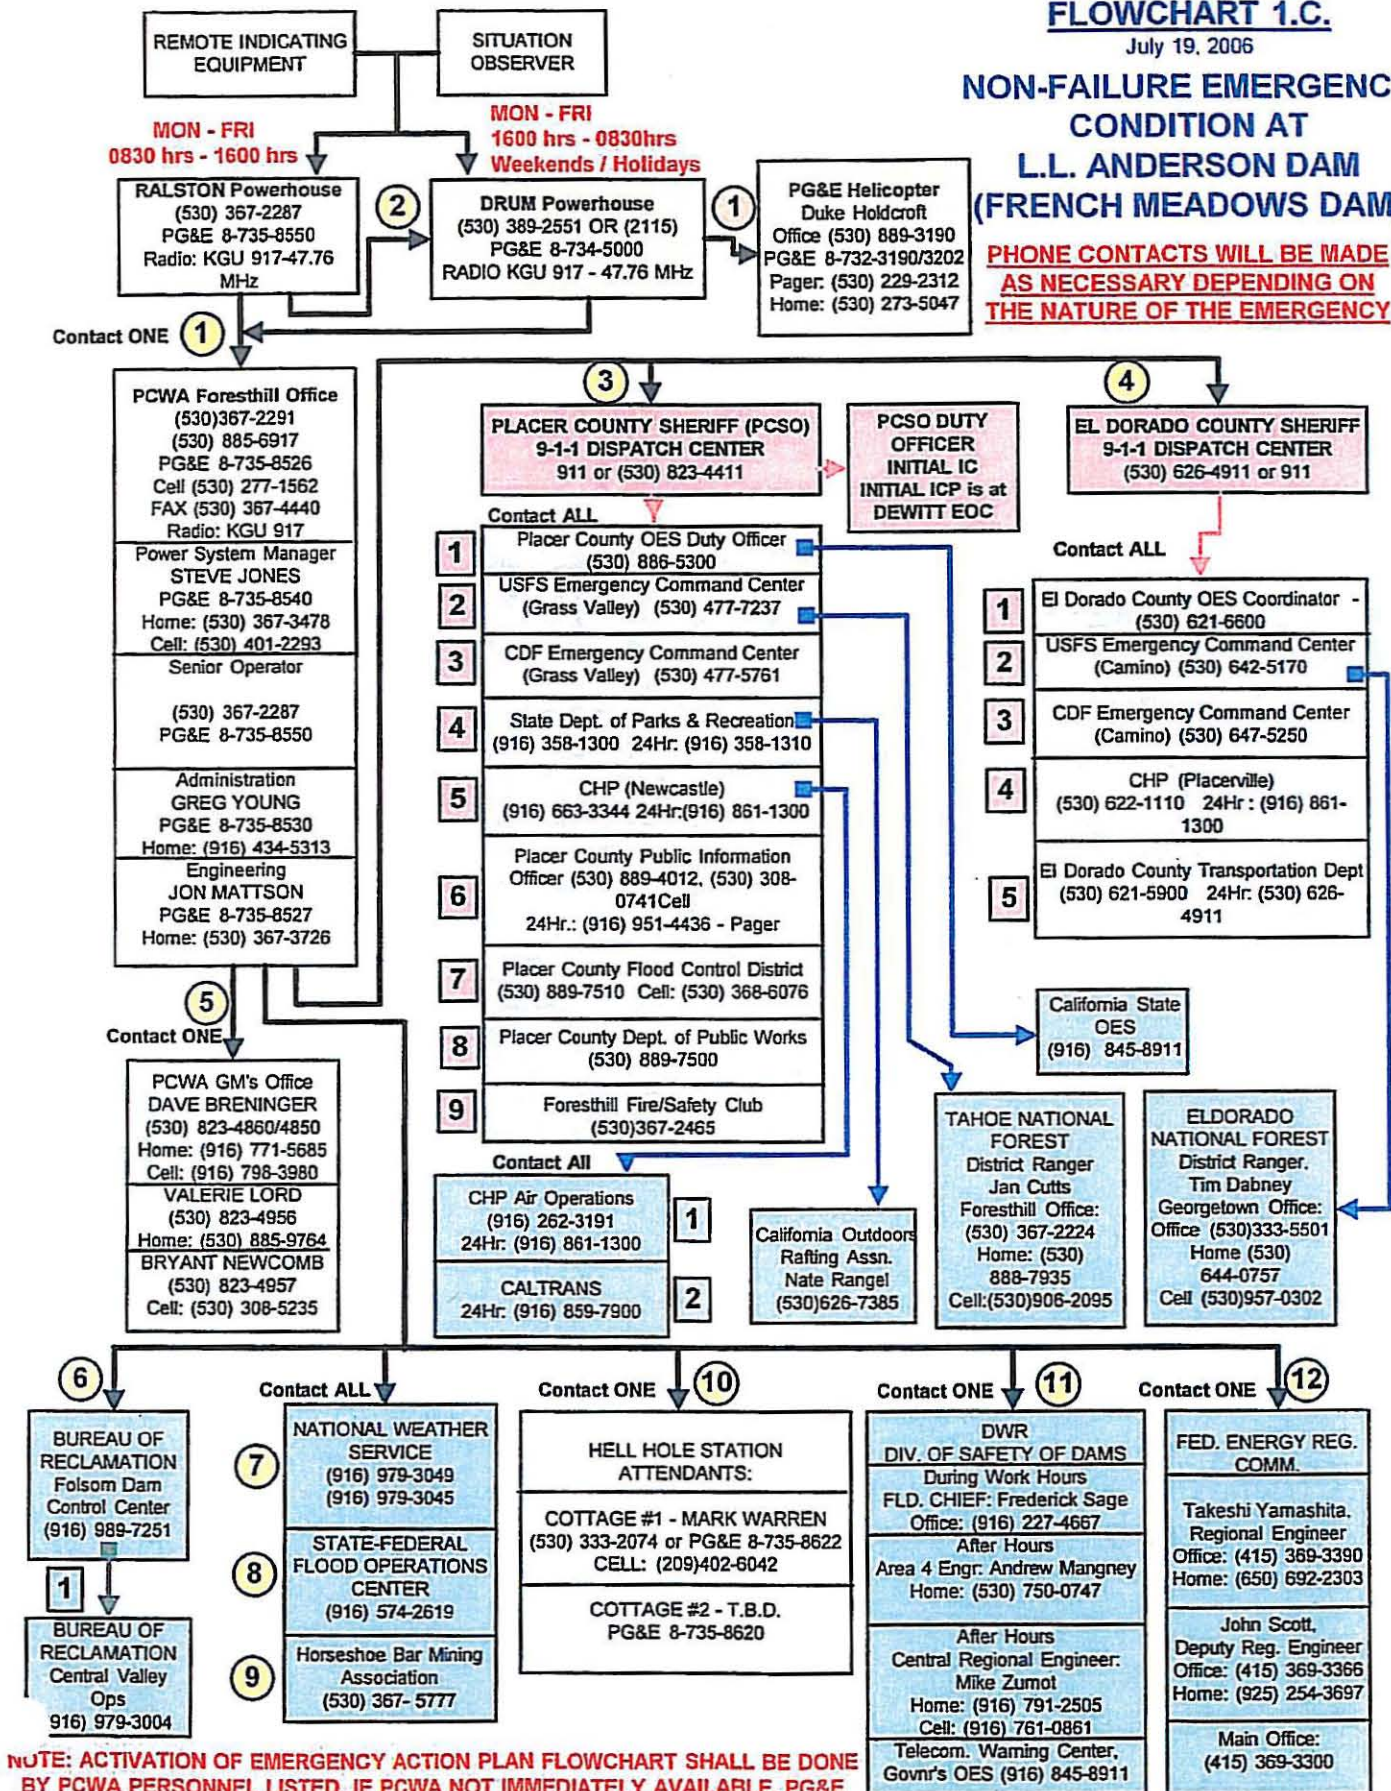 FLOWCHART 1.C.
July 19, 2006
NON-FAILURE EMERGENC
CONDITION AT
L.L. ANDERSON DAM
(FRENCH MEADOWS DAM
PHONE CONTACTS WILL BE MADE
AS NECESSARY DEPENDING ON
THE NATURE OF THE EMERGENCY
REMOTE INDICATING
EQUIPMENT
SITUATION
OBSERVER
MON - FRI
0830 hrs - 1600 hrs
MON - FRI
1600 hrs - 0830hrs
Weekends / Holidays
RALSTON Powerhouse
(530) 367-2287
PG&E 8-735-8550
Radio: KGU 917-47.76
MHz
2
DRUM Powerhouse
(530) 389-2551 OR (2115)
PG&E 8-734-5000
RADIO KGU 917 - 47.76 MHz
1
PG&E Helicopter
Duke Holdcroft
Office (530) 889-3190
PG&E 8-732-3190/3202
Pager: (530) 229-2312
Home: (530) 273-5047
Contact ONE
1
PCWA Foresthill Office
(530)367-2291
(530) 885-6917
PG&E 8-735-8526
Cell (530) 277-1562
FAX (530) 367-4440
Radio: KGU 917
Power System Manager
STEVE JONES
PG&E 8-735-8540
Home: (530) 367-3478
Cell: (530) 401-2293
Senior Operator
(530) 367-2287
PG&E 8-735-8550
Administration
GREG YOUNG
PG&E 8-735-8530
Home: (916) 434-5313
Engineering
JON MATTSON
PG&E 8-735-8527
Home: (530) 367-3726
3
PLACER COUNTY SHERIFF (PCSO)
9-1-1 DISPATCH CENTER
911 or (530) 823-4411
PCSO DUTY
OFFICER
INITIAL IC
INITIAL ICP is at
DEWITT EOC
4
EL DORADO COUNTY SHERIFF
9-1-1 DISPATCH CENTER
(530) 626-4911 or 911
Contact ALL
1
Placer County OES Duty Officer
(530) 886-5300
2
USFS Emergency Command Center
(Grass Valley) (530) 477-7237
3
CDF Emergency Command Center
(Grass Valley) (530) 477-5761
4
State Dept. of Parks & Recreation
(916) 358-1300 24Hr: (916) 358-1310
5
CHP (Newcastle)
(916) 663-3344 24Hr:(916) 861-1300
6
Placer County Public Information
Officer (530) 889-4012, (530) 308-
0741Cell
24Hr.: (916) 951-4436 - Pager
7
Placer County Flood Control District
(530) 889-7510 Cell: (530) 368-6076
8
Placer County Dept. of Public Works
(530) 889-7500
9
Foresthill Fire/Safety Club
(530)367-2465
Contact ALL
1
El Dorado County OES Coordinator -
(530) 621-6600
2
USFS Emergency Command Center
(Camino) (530) 642-5170
3
CDF Emergency Command Center
(Camino) (530) 647-5250
4
CHP (Placerville)
(530) 622-1110 24Hr : (916) 861-
1300
5
El Dorado County Transportation Dept
(530) 621-5900 24Hr: (530) 626-
4911
5
Contact ONE
PCWA GM's Office
DAVE BRENINGER
(530) 823-4860/4850
Home: (916) 771-5685
Cell: (916) 798-3980
VALERIE LORD
(530) 823-4956
Home: (530) 885-9764
BRYANT NEWCOMB
(530) 823-4957
Cell: (530) 308-5235
Contact All
CHP Air Operations
(916) 262-3191
24Hr: (916) 861-1300
1
CALTRANS
24Hr: (916) 859-7900
2
California Outdoors
Rafting Assn.
Nate Rangel
(530)626-7385
California State
OES
(916) 845-8911
TAHOE NATIONAL
FOREST
District Ranger
Jan Cutts
Foresthill Office:
(530) 367-2224
Home: (530)
888-7935
Cell:(530)906-2095
ELDORADO
NATIONAL FOREST
District Ranger,
Tim Dabney
Georgetown Office:
Office (530)333-5501
Home (530)
644-0757
Cell (530)957-0302
6
BUREAU OF
RECLAMATION
Folsom Dam
Control Center
(916) 989-7251
1
BUREAU OF
RECLAMATION
Central Valley
Ops
916) 979-3004
Contact ALL
7
NATIONAL WEATHER
SERVICE
(916) 979-3049
(916) 979-3045
8
STATE-FEDERAL
FLOOD OPERATIONS
CENTER
(916) 574-2619
9
Horseshoe Bar Mining
Association
(530) 367- 5777
Contact ONE
10
HELL HOLE STATION
ATTENDANTS:
COTTAGE #1 - MARK WARREN
(530) 333-2074 or PG&E 8-735-8622
CELL: (209)402-6042
COTTAGE #2 - T.B.D.
PG&E 8-735-8620
Contact ONE
11
DWR
DIV. OF SAFETY OF DAMS
During Work Hours
FLD. CHIEF: Frederick Sage
Office: (916) 227-4667
After Hours
Area 4 Engr: Andrew Mangney
Home: (530) 750-0747
After Hours
Central Regional Engineer:
Mike Zumot
Home: (916) 791-2505
Cell: (916) 761-0861
Telecom. Warning Center,
Govnr's OES (916) 845-8911
Contact ONE
12
FED. ENERGY REG.
COMM.
Takeshi Yamashita,
Regional Engineer
Office: (415) 369-3390
Home: (650) 692-2303
John Scott,
Deputy Reg. Engineer
Office: (415) 369-3366
Home: (925) 254-3697
Main Office:
(415) 369-3300
NOTE: ACTIVATION OF EMERGENCY ACTION PLAN FLOWCHART SHALL BE DONE
BY PCWA PERSONNEL LISTED. IF PCWA NOT IMMEDIATELY AVAILABLE, PG&E